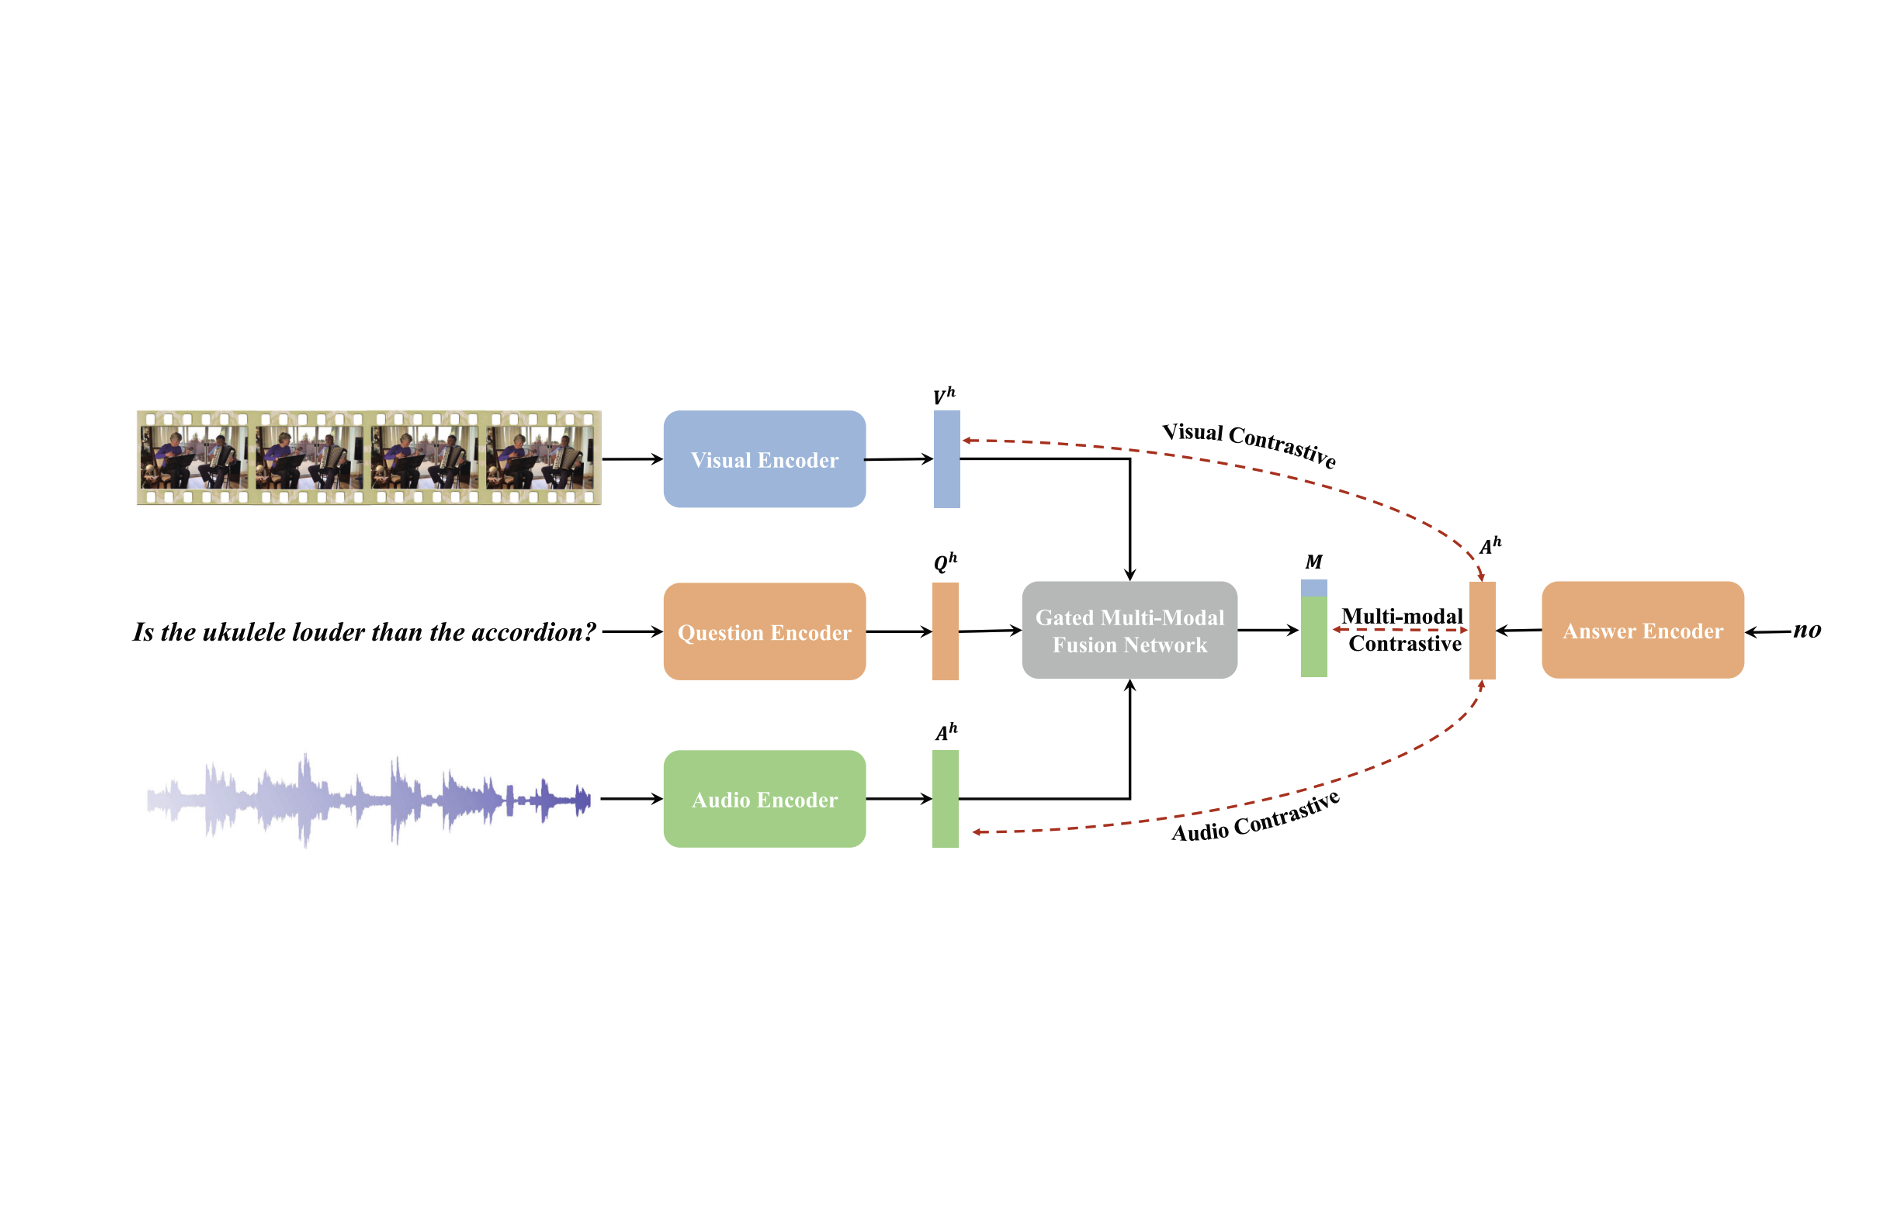 V^h
Visual Encoder
Visual Contrastive
Q^h
M
A^h
Is the ukulele louder than the accordion?
Question Encoder
Gated Multi-Modal
Fusion Network
Multi-modal
Contrastive
Answer Encoder
no
A^h
Audio Encoder
Audio Contrastive